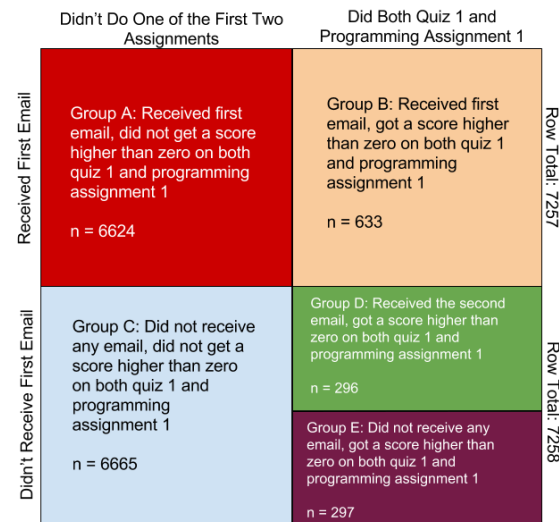 Didn't Do One of the First Two
Assignments
Did Both Quiz 1 and
Programming Assignment 1
Received First Email
Group A: Received first
email, did not get a score
higher than zero on both
quiz 1 and programming
assignment 1
n = 6624
Group B: Received first
email, got a score higher
than zero on both quiz 1
and programming
assignment 1
n = 633
Row Total: 7257
Didn't Receive First Email
Group C: Did not receive
any email, did not get a
score higher than zero
on both quiz 1 and
programming
assignment 1
n = 6665
Group D: Received the second
email, got a score higher than
zero on both quiz 1 and
programming assignment 1
n = 296
Group E: Did not receive any
email, got a score higher than
zero on both quiz 1 and
programming assignment 1
n = 297
Row Total: 7258